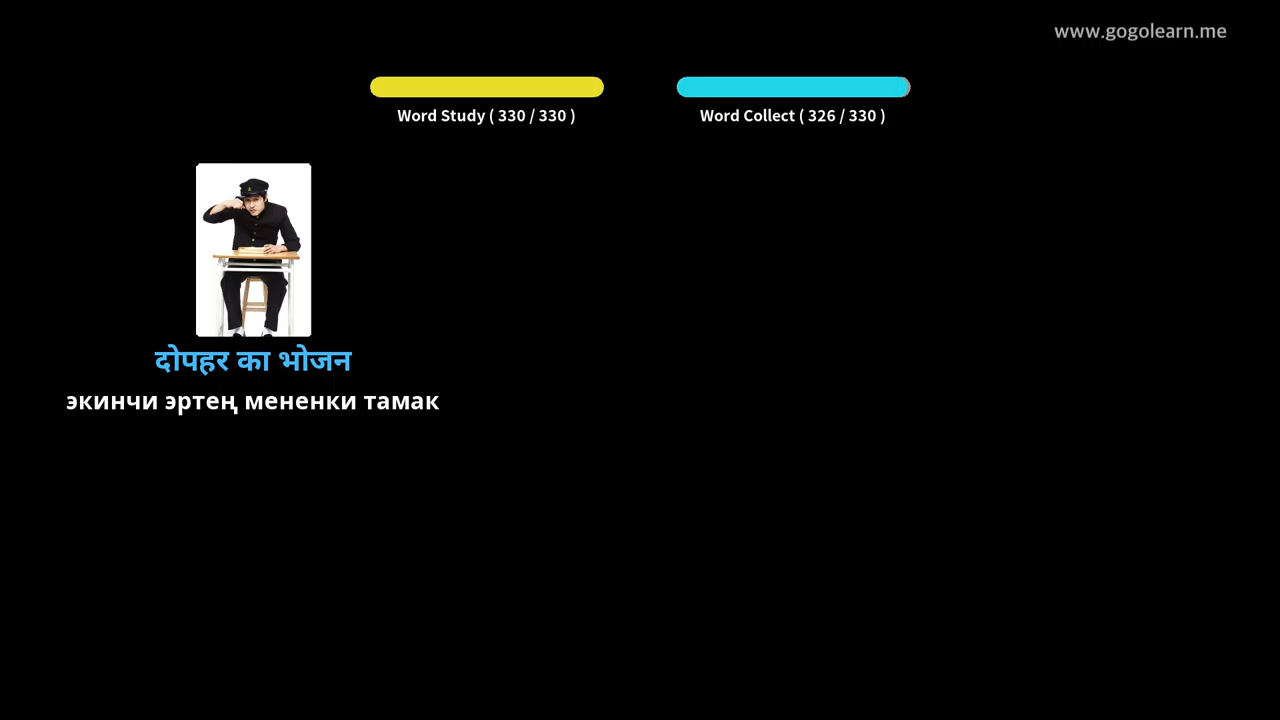 www.gogolearn.me
Word Study ( 330 / 330 )
Word Collect ( 326 / 330 )
दोपहर का भोजन
экинчи эртең мененки тамак